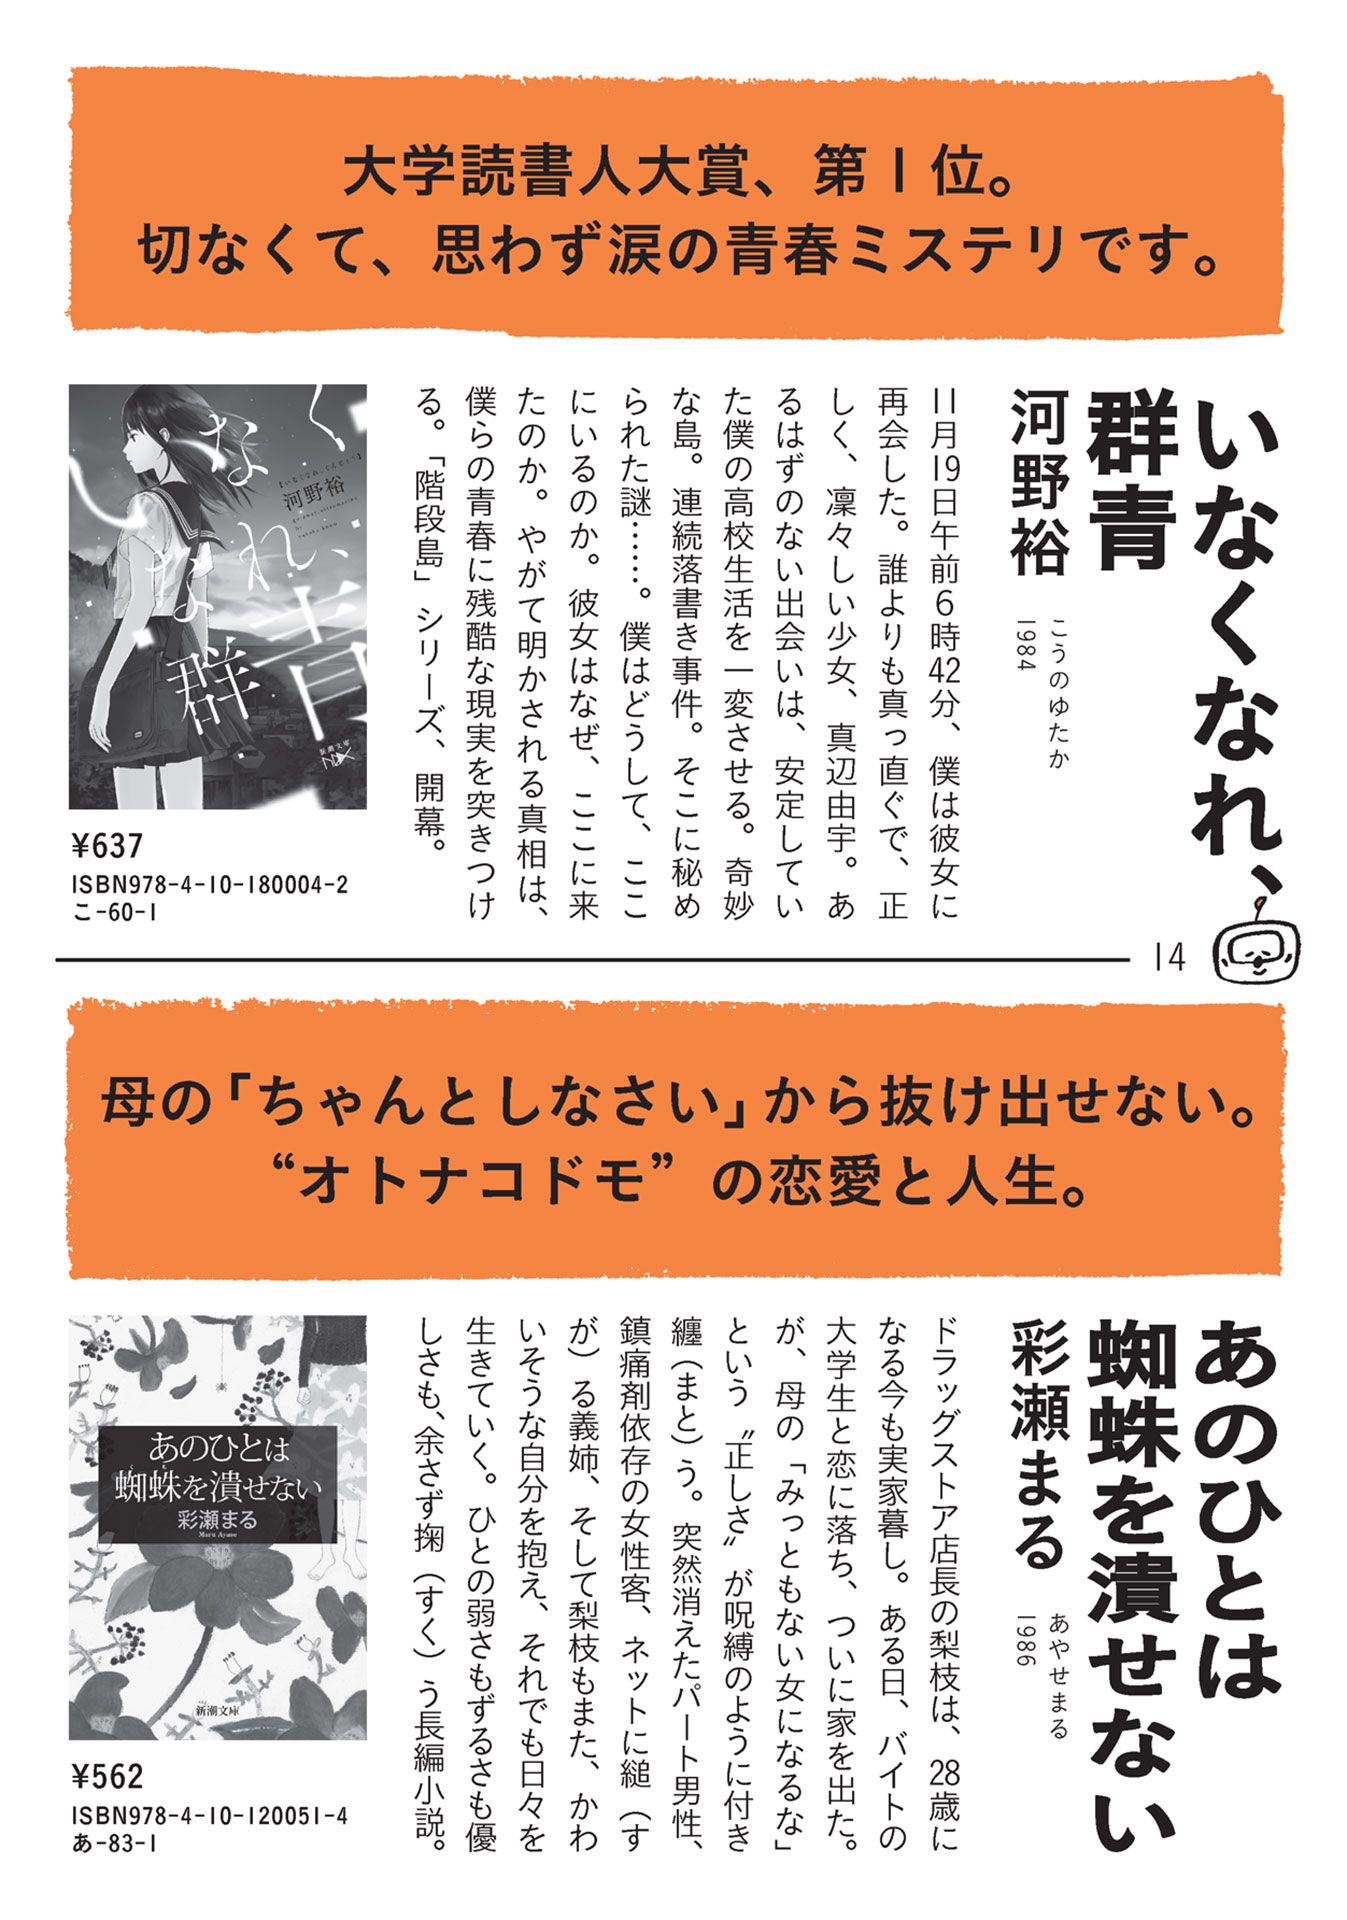 大学読書人大賞、第1位。
切なくて、思わず涙の青春ミステリです。
いなくなれ、
群青
河野裕
こうのゆたか
1984
11月19日午前6時42分、僕は彼女に
再会した。誰よりも真っ直ぐで、正
しく、凜々しい少女、真辺由宇。あ
るはずのない出会いは、安定してい
た僕の高校生活を一変させる。奇妙
な島。連続落書き事件。そこに秘め
られた謎……。僕はどうして、ここ
にいるのか。彼女はなぜ、ここに来
たのか。やがて明かされる真相は、
僕らの青春に残酷な現実を突きつけ
る。「階段島」シリーズ、開幕。
いなくなれ、
群青
【いなくなれ、ぐんじょう】
河野裕
新潮文庫
NEX
¥637
ISBN978-4-10-180004-2
こ-60-1
14
母の「ちゃんとしなさい」から抜け出せない。
“オトナコドモ”の恋愛と人生。
あのひとは
蜘蛛を潰せない
彩瀬まる
あやせまる
1986
ドラッグストア店長の梨枝は、28歳に
なる今も実家暮し。ある日、バイトの
大学生と恋に落ち、ついに家を出た。
が、母の「みっともない女になるな」
という〝正しさ〟が呪縛のように付き
纏（まと）う。突然消えたパート男性、
鎮痛剤依存の女性客、ネットに縋（す
が）る義姉、そして梨枝もまた、かわ
いそうな自分を抱え、それでも日々を
生きていく。ひとの弱さもずるさも優
しさも、余さず掬（すく）う長編小説。
あのひとは
蜘蛛を潰せない
彩瀬まる
Maru Ayase
新潮文庫
¥562
ISBN978-4-10-120051-4
あ-83-1